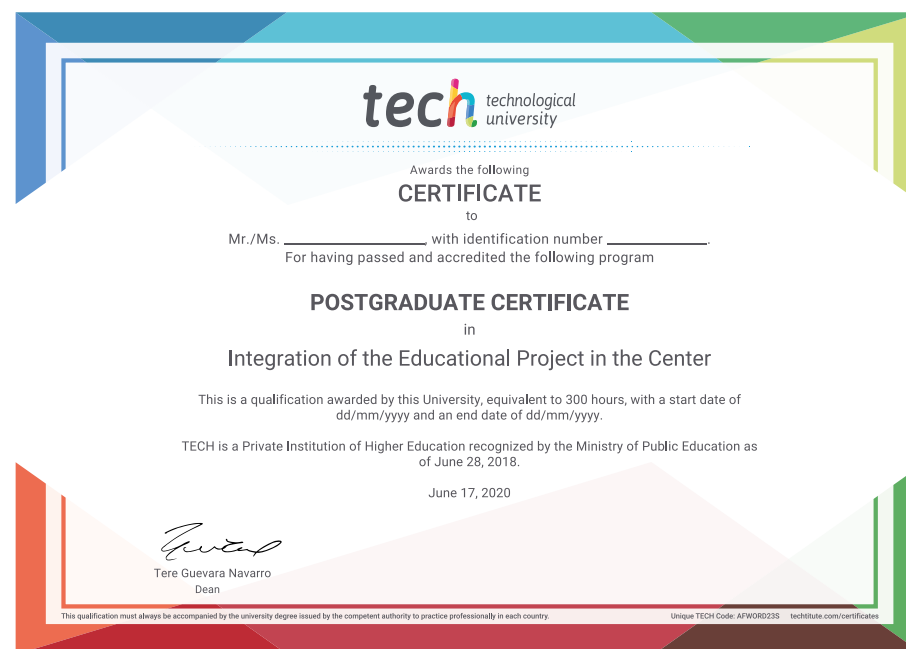 tech technological
university
Awards the following
CERTIFICATE
to
Mr./Ms. ____________________, with identification number ______________.
For having passed and accredited the following program
POSTGRADUATE CERTIFICATE
in
Integration of the Educational Project in the Center
This is a qualification awarded by this University, equivalent to 300 hours, with a start date of
dd/mm/yyyy and an end date of dd/mm/yyyy.
TECH is a Private Institution of Higher Education recognized by the Ministry of Public Education as
of June 28, 2018.
June 17, 2020
Tere Guevara Navarro
Dean
This qualification must always be accompanied by the university degree issued by the competent authority to practice professionally in each country.
Unique TECH Code: AFWORD23S techtitute.com/certificates